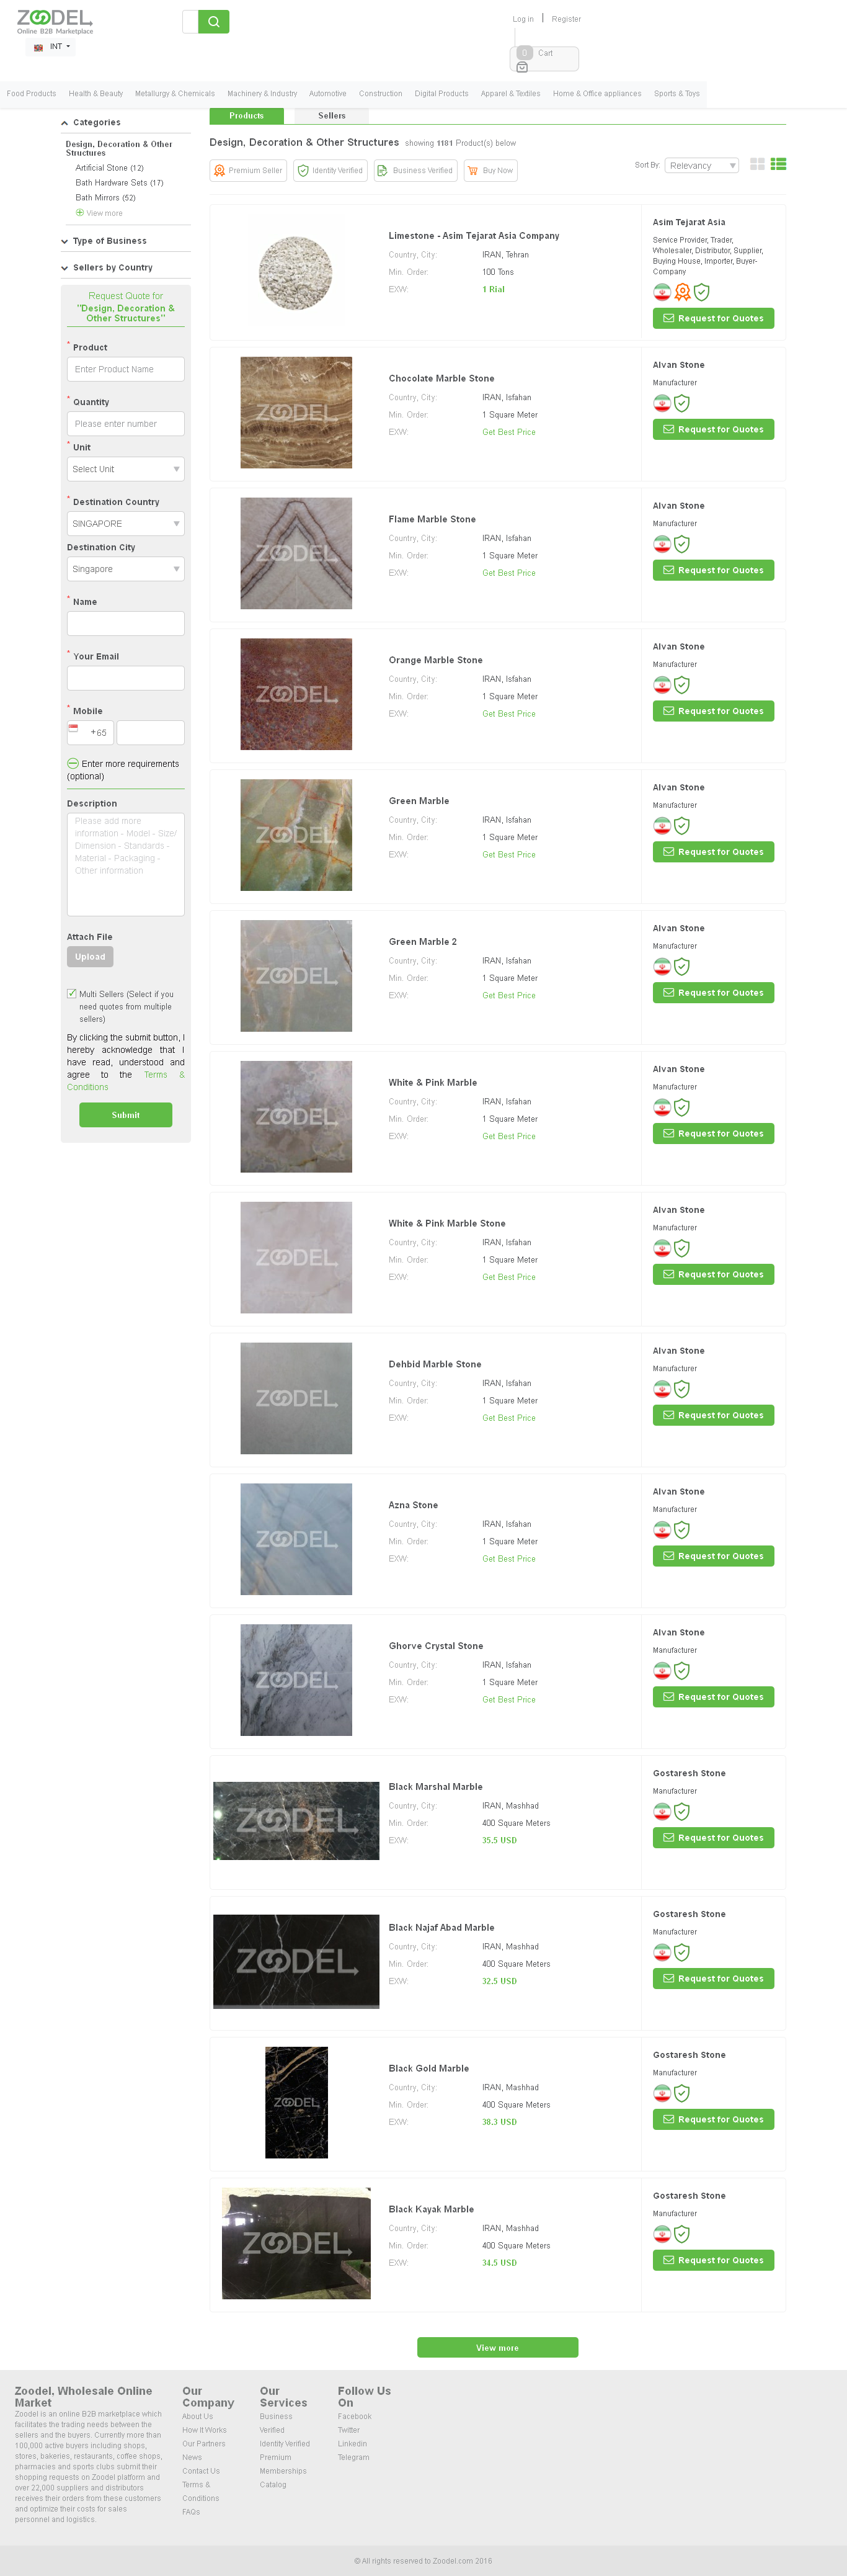 ZOODEL
Online B2B Marketplace
INT
Log in
Register
0 Cart
Food Products Health & Beauty Metallurgy & Chemicals Machinery & Industry Automotive Construction Digital Products Apparel & Textiles Home & Office appliances Sports & Toys
Categories
Design, Decoration & Other
Structures
Artificial Stone (12)
Bath Hardware Sets (17)
Bath Mirrors (52)
View more
Type of Business
Sellers by Country
Request Quote for
"Design, Decoration &
Other Structures"
* Product
Enter Product Name
* Quantity
Please enter number
* Unit
Select Unit
* Destination Country
SINGAPORE
Destination City
Singapore
* Name
* Your Email
* Mobile
+65
Enter more requirements
(optional)
Description
Please add more
information - Model - Size/
Dimension - Standards -
Material - Packaging -
Other information
Attach File
Upload
Multi Sellers (Select if you
need quotes from multiple
sellers)
By clicking the submit button, I
hereby acknowledge that I
have read, understood and
agree to the Terms &
Conditions
Submit
Products Sellers
Design, Decoration & Other Structures showing 1181 Product(s) below
Premium Seller Identity Verified Business Verified Buy Now
Sort By: Relevancy
Limestone - Asim Tejarat Asia Company
Country, City: IRAN, Tehran
Min. Order: 100 Tons
EXW: 1 Rial
Asim Tejarat Asia
Service Provider, Trader,
Wholesaler, Distributor, Supplier,
Buying House, Importer, Buyer-
Company
Request for Quotes
ZOODEL
Chocolate Marble Stone
Country, City: IRAN, Isfahan
Min. Order: 1 Square Meter
EXW: Get Best Price
Alvan Stone
Manufacturer
Request for Quotes
ZOODEL
Flame Marble Stone
Country, City: IRAN, Isfahan
Min. Order: 1 Square Meter
EXW: Get Best Price
Alvan Stone
Manufacturer
Request for Quotes
ZOODEL
Orange Marble Stone
Country, City: IRAN, Isfahan
Min. Order: 1 Square Meter
EXW: Get Best Price
Alvan Stone
Manufacturer
Request for Quotes
ZOODEL
Green Marble
Country, City: IRAN, Isfahan
Min. Order: 1 Square Meter
EXW: Get Best Price
Alvan Stone
Manufacturer
Request for Quotes
ZOODEL
Green Marble 2
Country, City: IRAN, Isfahan
Min. Order: 1 Square Meter
EXW: Get Best Price
Alvan Stone
Manufacturer
Request for Quotes
ZOODEL
White & Pink Marble
Country, City: IRAN, Isfahan
Min. Order: 1 Square Meter
EXW: Get Best Price
Alvan Stone
Manufacturer
Request for Quotes
ZOODEL
White & Pink Marble Stone
Country, City: IRAN, Isfahan
Min. Order: 1 Square Meter
EXW: Get Best Price
Alvan Stone
Manufacturer
Request for Quotes
ZOODEL
Dehbid Marble Stone
Country, City: IRAN, Isfahan
Min. Order: 1 Square Meter
EXW: Get Best Price
Alvan Stone
Manufacturer
Request for Quotes
ZOODEL
Azna Stone
Country, City: IRAN, Isfahan
Min. Order: 1 Square Meter
EXW: Get Best Price
Alvan Stone
Manufacturer
Request for Quotes
ZOODEL
Ghorve Crystal Stone
Country, City: IRAN, Isfahan
Min. Order: 1 Square Meter
EXW: Get Best Price
Alvan Stone
Manufacturer
Request for Quotes
ZOODEL
Black Marshal Marble
Country, City: IRAN, Mashhad
Min. Order: 400 Square Meters
EXW: 35.5 USD
Gostaresh Stone
Manufacturer
Request for Quotes
ZOODEL
Black Najaf Abad Marble
Country, City: IRAN, Mashhad
Min. Order: 400 Square Meters
EXW: 32.5 USD
Gostaresh Stone
Manufacturer
Request for Quotes
ZOODEL
Black Gold Marble
Country, City: IRAN, Mashhad
Min. Order: 400 Square Meters
EXW: 38.3 USD
Gostaresh Stone
Manufacturer
Request for Quotes
ZOODEL
Black Kayak Marble
Country, City: IRAN, Mashhad
Min. Order: 400 Square Meters
EXW: 34.5 USD
Gostaresh Stone
Manufacturer
Request for Quotes
ZOODEL
View more
Zoodel, Wholesale Online
Market
Zoodel is an online B2B marketplace which
facilitates the trading needs between the
sellers and the buyers. Currently more than
100,000 active buyers including shops,
stores, bakeries, restaurants, coffee shops,
pharmacies and sports clubs submit their
shopping requests on Zoodel platform and
over 22,000 suppliers and distributors
receives their orders from these customers
and optimize their costs for sales
personnel and logistics.
Our
Company
About Us
How It Works
Our Partners
News
Contact Us
Terms &
Conditions
FAQs
Our
Services
Business
Verified
Identity Verified
Premium
Memberships
Catalog
Follow Us
On
Facebook
Twitter
Linkedin
Telegram
© All rights reserved to Zoodel.com 2016